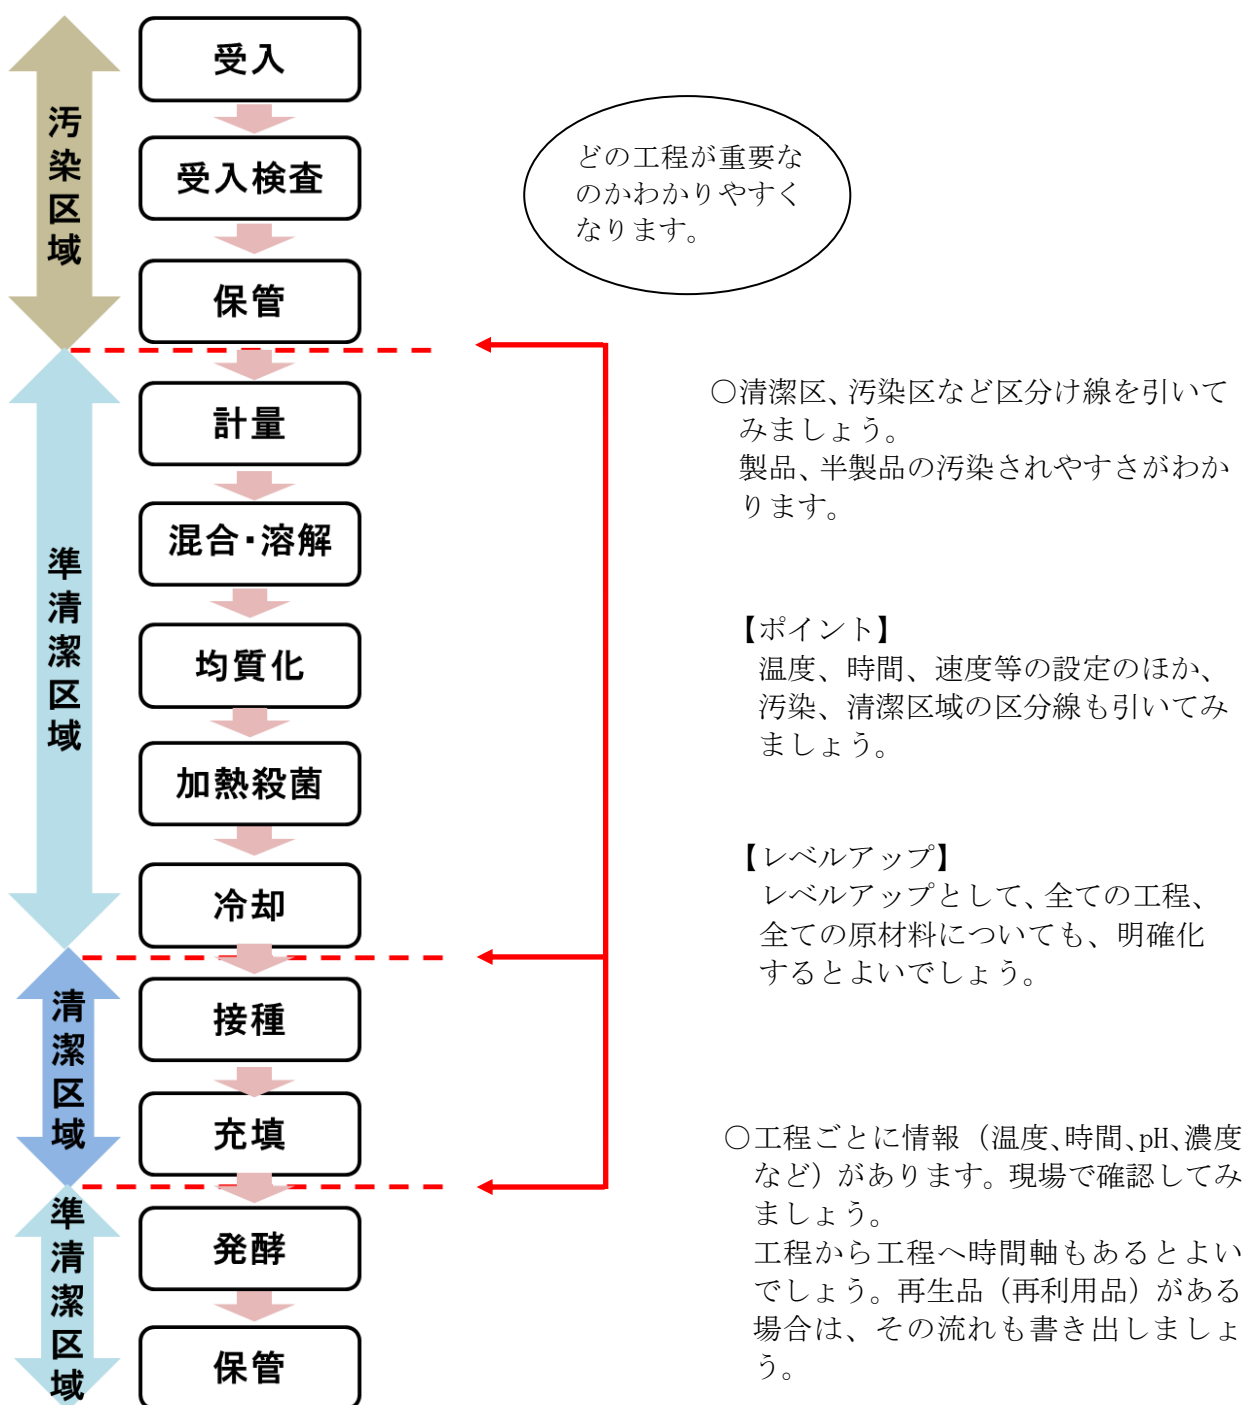 汚染区域
受入
受入検査
保管
どの工程が重要な
のかわかりやすく
なります。
準清潔区域
計量
混合・溶解
均質化
加熱殺菌
冷却
清潔区域
接種
充填
準清潔区域
発酵
保管
○清潔区、汚染区など区分け線を引いて
みましょう。
製品、半製品の汚染されやすさがわか
ります。
【ポイント】
温度、時間、速度等の設定のほか、
汚染、清潔区域の区分線も引いてみ
ましょう。
【レベルアップ】
レベルアップとして、全ての工程、
全ての原材料についても、明確化
するとよいでしょう。
○工程ごとに情報（温度、時間、pH、濃度
など）があります。現場で確認してみ
ましょう。
工程から工程へ時間軸もあるとよい
でしょう。再生品（再利用品）がある
場合は、その流れも書き出しましょ
う。